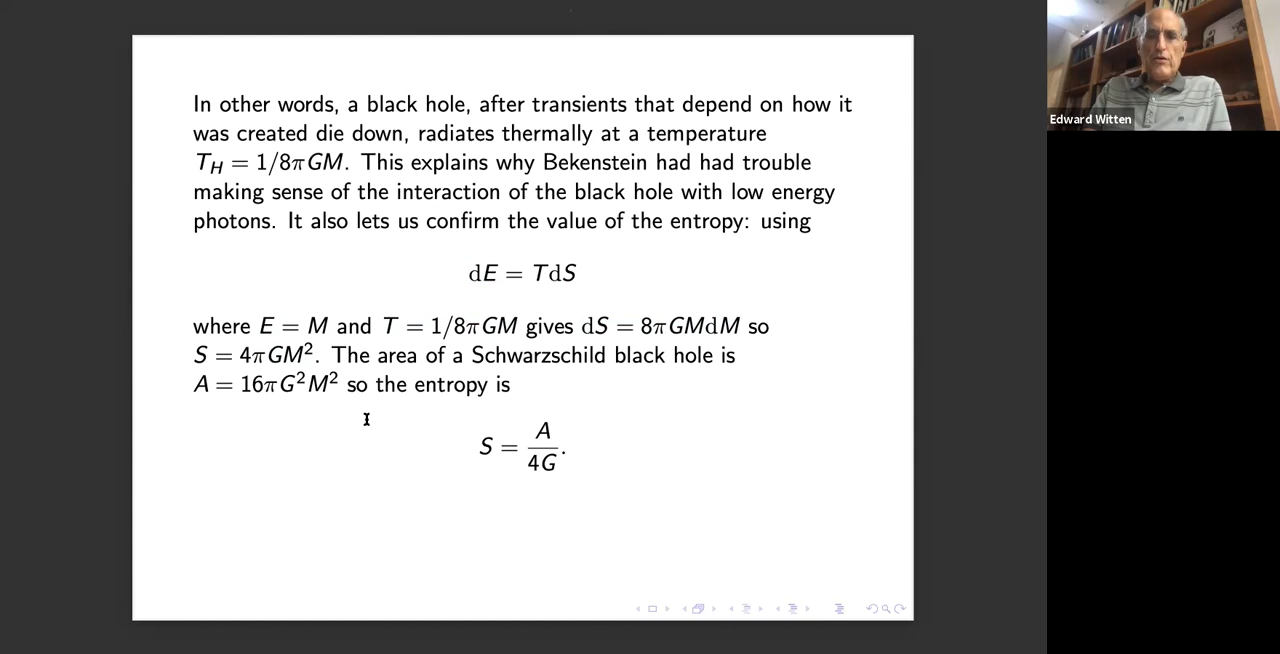 In other words, a black hole, after transients that depend on how it
was created die down, radiates thermally at a temperature
T_H = 1/8πGM. This explains why Bekenstein had had trouble
making sense of the interaction of the black hole with low energy
photons. It also lets us confirm the value of the entropy: using
dE = TdS
where E = M and T = 1/8πGM gives dS = 8πGMdM so
S = 4πGM². The area of a Schwarzschild black hole is
A = 16πG²M² so the entropy is
S = A/4G.
Edward Witten